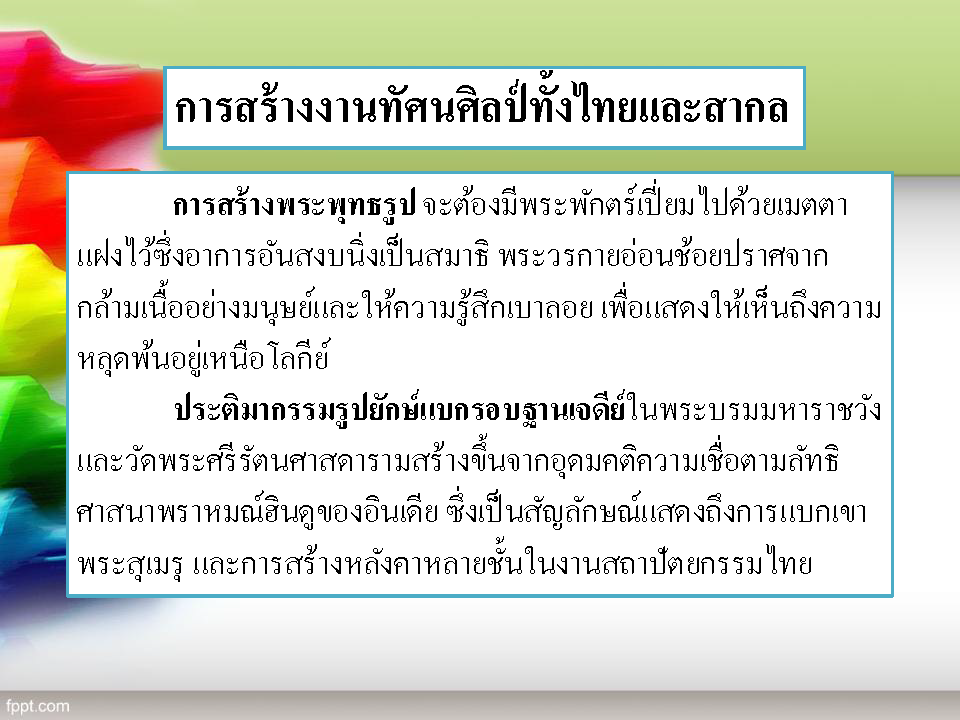 การสร้างงานทัศนศิลป์ทั้งไทยและสากล
การสร้างพระพุทธรูป จะต้องมีพระพักตร์เปี่ยมไปด้วยเมตตา
แฝงไว้ซึ่งอาการอันสงบนิ่งเป็นสมาธิ พระวรกายอ่อนช้อยปราศจาก
กล้ามเนื้ออย่างมนุษย์และให้ความรู้สึกเบาลอย เพื่อแสดงให้เห็นถึงความ
หลุดพ้นอยู่เหนือโลกีย์
ประติมากรรมรูปยักษ์แบกรอบฐานเจดีย์ในพระบรมมหาราชวัง
และวัดพระศรีรัตนศาสดารามสร้างขึ้นจากอุดมคติความเชื่อตามลัทธิ
ศาสนาพราหมณ์ฮินดูของอินเดีย ซึ่งเป็นสัญลักษณ์แสดงถึงการแบกเขา
พระสุเมรุ และการสร้างหลังคาหลายชั้นในงานสถาปัตยกรรมไทย
fppt.com